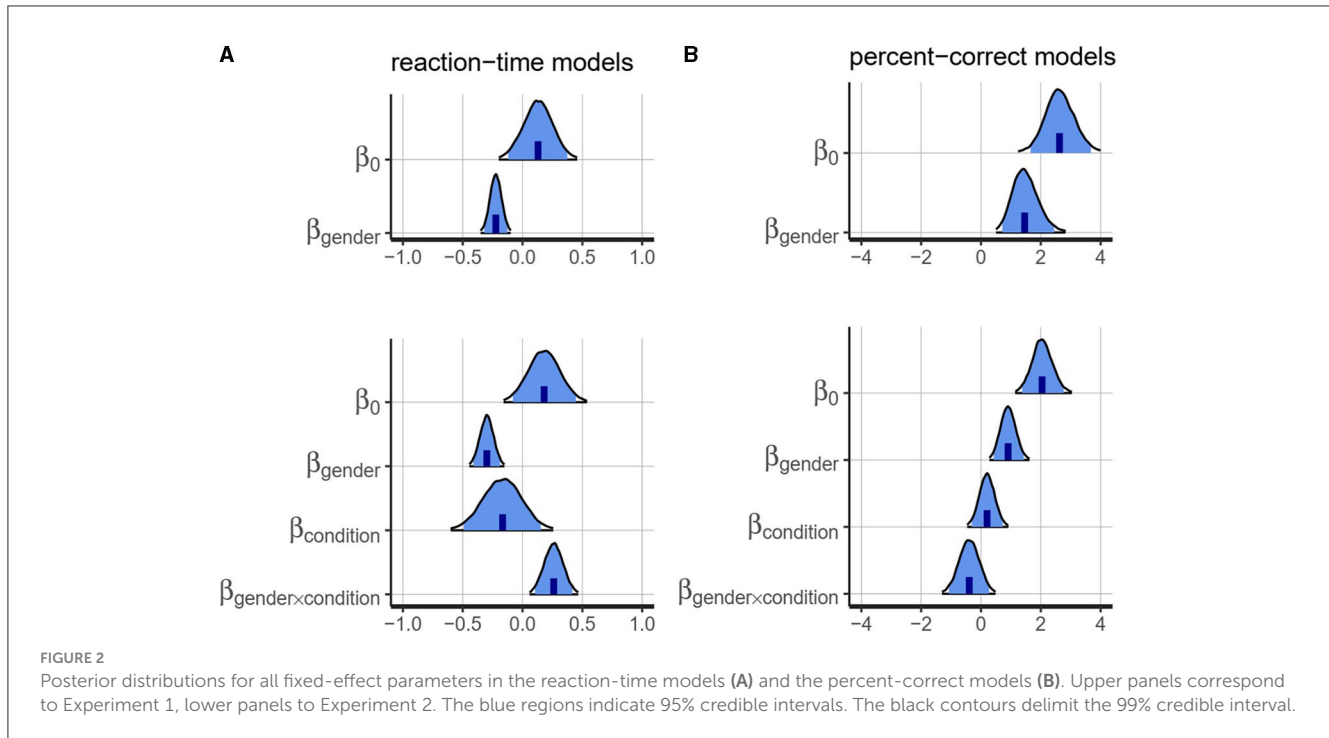 A
reaction−time models
β0
βgender
−1.0 −0.5 0.0 0.5 1.0
β0
βgender
βcondition
βgender×condition
−1.0 −0.5 0.0 0.5 1.0
B
percent−correct models
β0
βgender
−4 −2 0 2 4
β0
βgender
βcondition
βgender×condition
−4 −2 0 2 4
FIGURE 2
Posterior distributions for all fixed-effect parameters in the reaction-time models (A) and the percent-correct models (B). Upper panels correspond
to Experiment 1, lower panels to Experiment 2. The blue regions indicate 95% credible intervals. The black contours delimit the 99% credible interval.